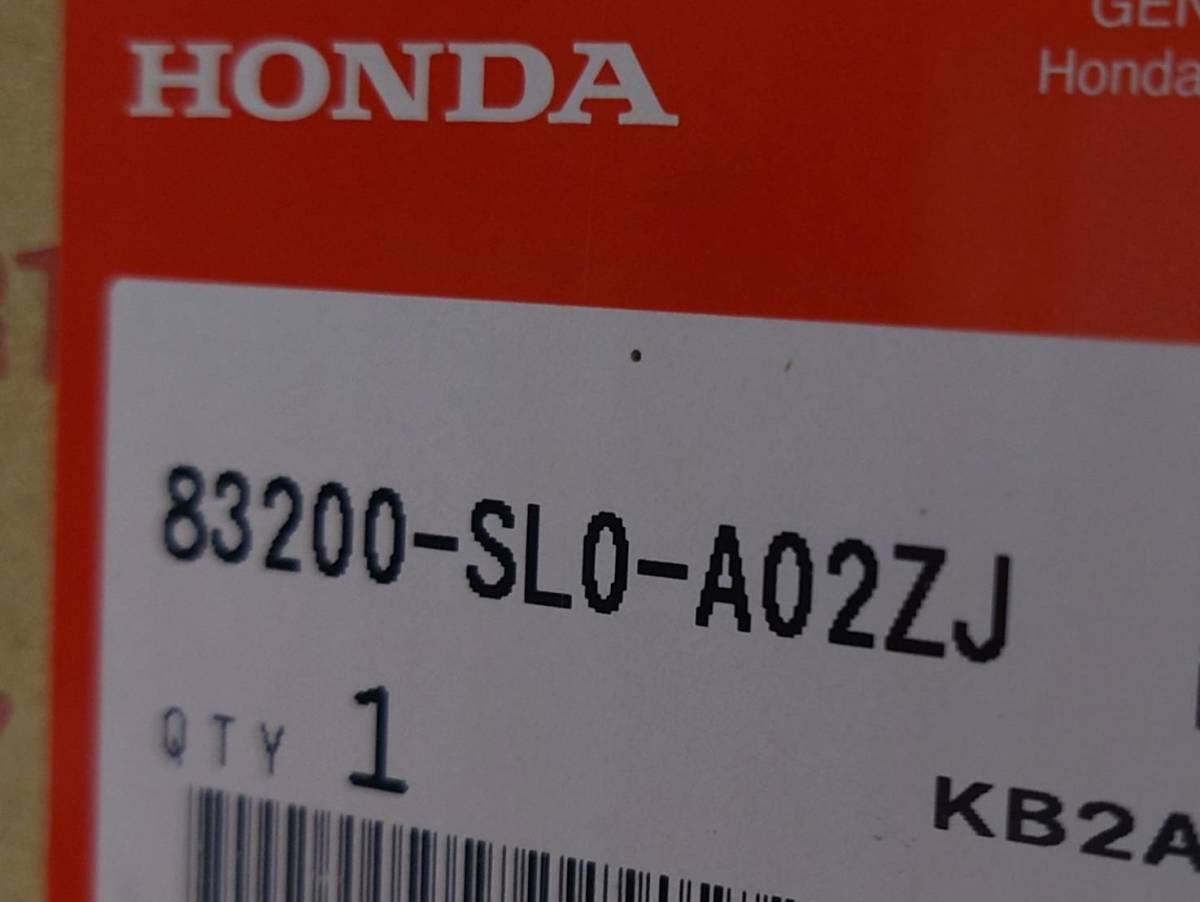 HONDA
GEN
Honda
83200-SL0-A02ZJ
QTY 1
KB2A